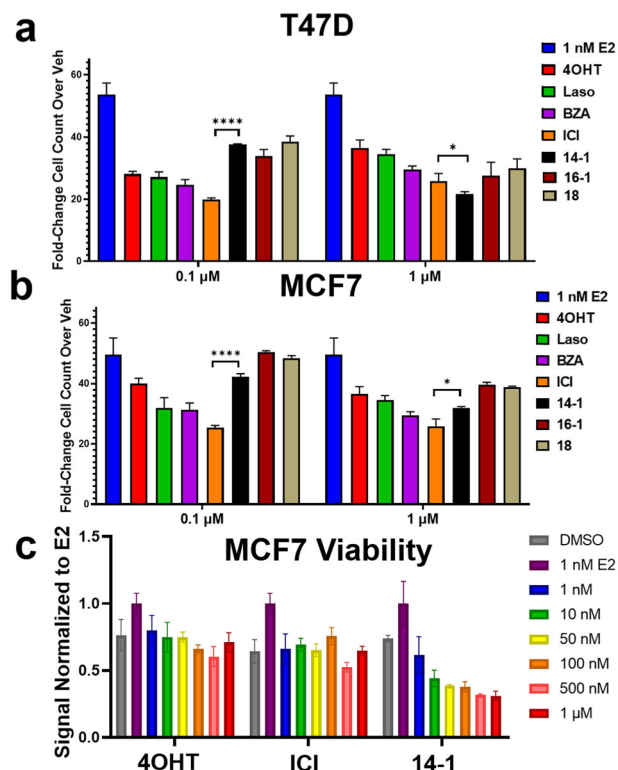 a
T47D
Fold-Change Cell Count Over Veh
60
40
20
0
****
*
0.1 µM
1 µM
1 nM E2
4OHT
Laso
BZA
ICI
14-1
16-1
18
b
MCF7
Fold-Change Cell Count Over Veh
60
40
20
0
****
*
0.1 µM
1 µM
1 nM E2
4OHT
Laso
BZA
ICI
14-1
16-1
18
c
MCF7 Viability
Signal Normalized to E2
1.5
1.0
0.5
0.0
4OHT
ICI
14-1
DMSO
1 nM E2
1 nM
10 nM
50 nM
100 nM
500 nM
1 µM